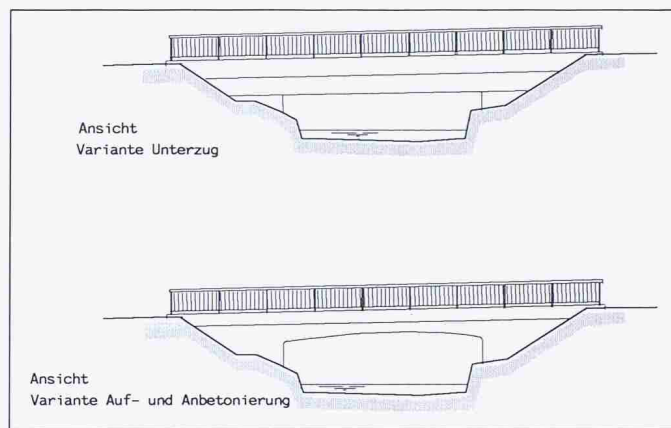 Ansicht
Variante Unterzug
Ansicht
Variante Auf- und Anbetonierung